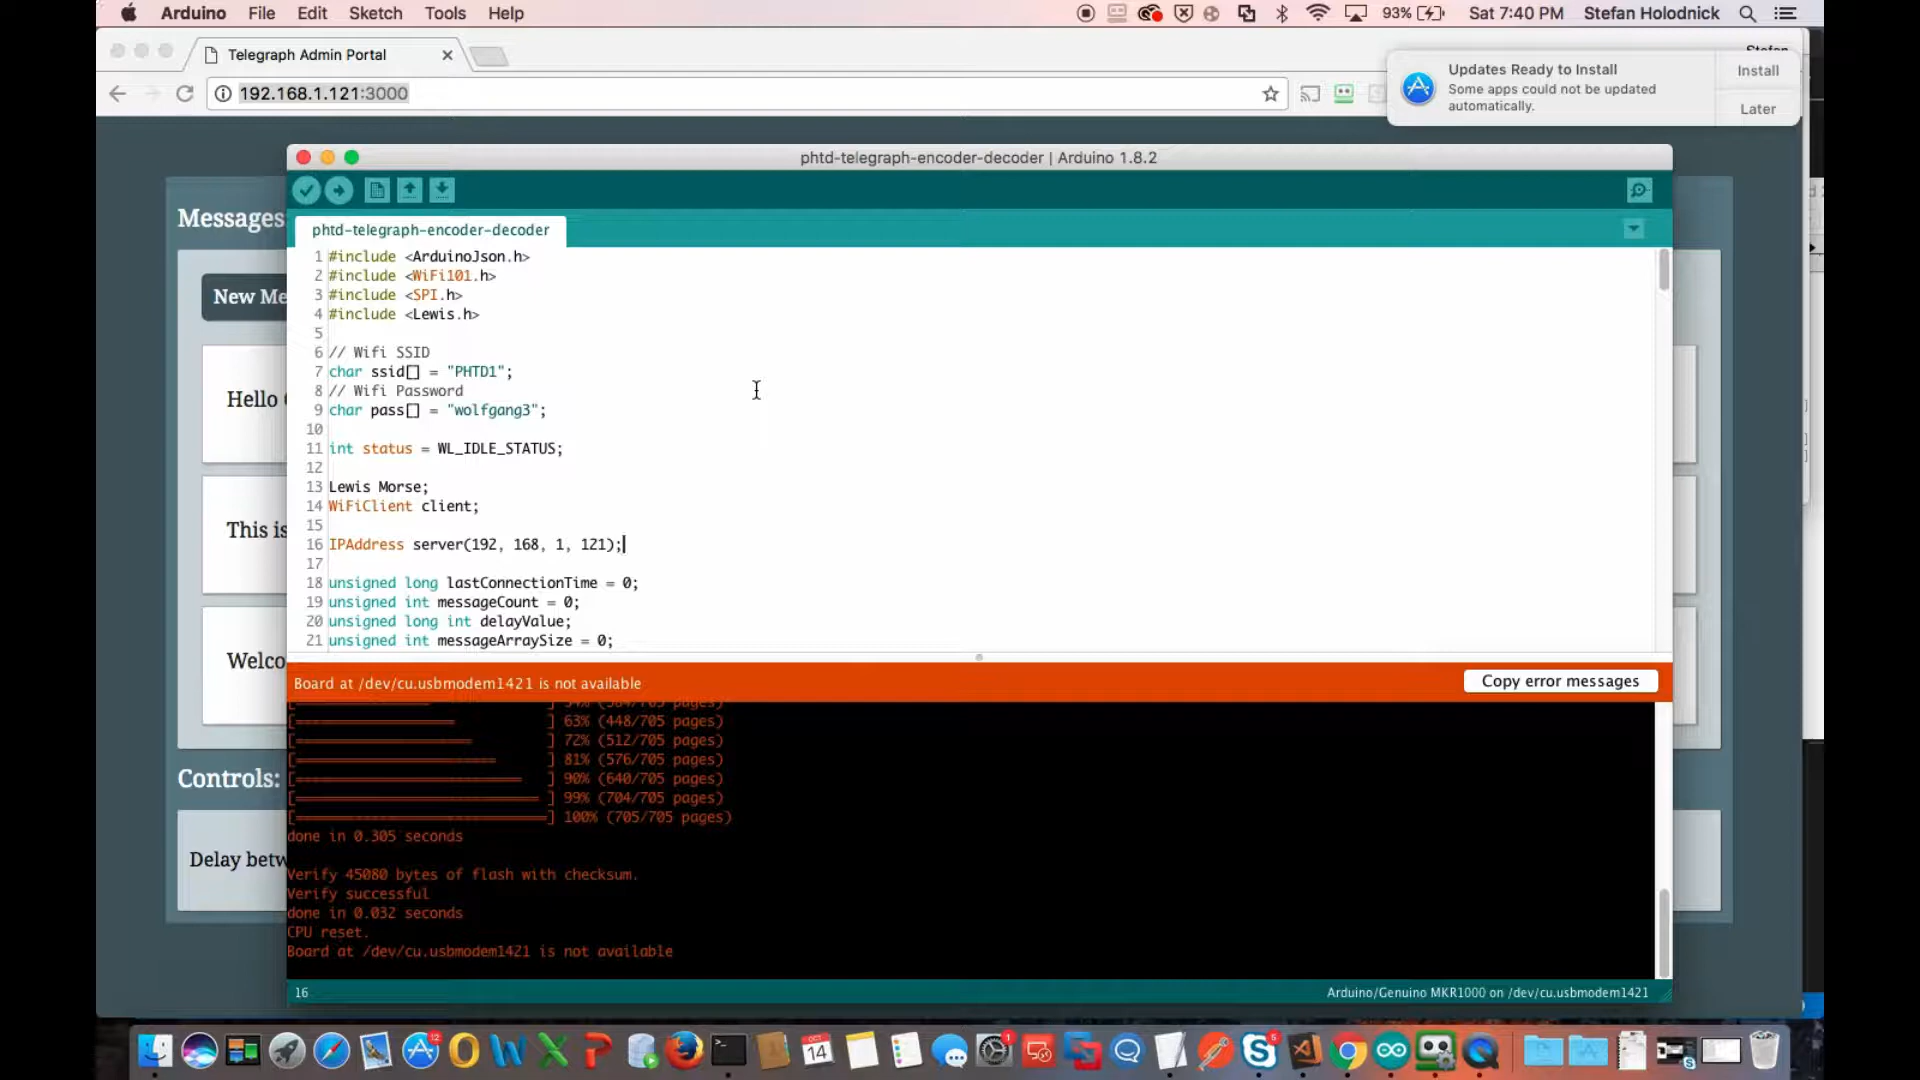 Arduino File Edit Sketch Tools Help 93% Sat 7:40 PM Stefan Holodnick
Telegraph Admin Portal
Stefan
192.168.1.121:3000
Updates Ready to Install
Some apps could not be updated
automatically.
Install
Later
phtd-telegraph-encoder-decoder | Arduino 1.8.2
phtd-telegraph-encoder-decoder
Messages
New Me
Hello
This is
Welco
Controls:
Delay betw
1 #include <ArduinoJson.h>
2 #include <WiFi101.h>
3 #include <SPI.h>
4 #include <Lewis.h>
5
6 // Wifi SSID
7 char ssid[] = "PHTD1";
8 // Wifi Password
9 char pass[] = "wolfgang3";
10
11 int status = WL_IDLE_STATUS;
12
13 Lewis Morse;
14 WiFiClient client;
15
16 IPAddress server(192, 168, 1, 121);
17
18 unsigned long lastConnectionTime = 0;
19 unsigned int messageCount = 0;
20 unsigned long int delayValue;
21 unsigned int messageArraySize = 0;
Board at /dev/cu.usbmodem1421 is not available
Copy error messages
[=============== ] 63% (448/705 pages)
[================= ] 72% (512/705 pages)
[=================== ] 81% (576/705 pages)
[====================== ] 90% (640/705 pages)
[======================== ] 99% (704/705 pages)
[=========================] 100% (705/705 pages)
done in 0.305 seconds
Verify 45080 bytes of flash with checksum.
Verify successful
done in 0.032 seconds
CPU reset.
Board at /dev/cu.usbmodem1421 is not available
16
Arduino/Genuino MKR1000 on /dev/cu.usbmodem1421
OCT
14